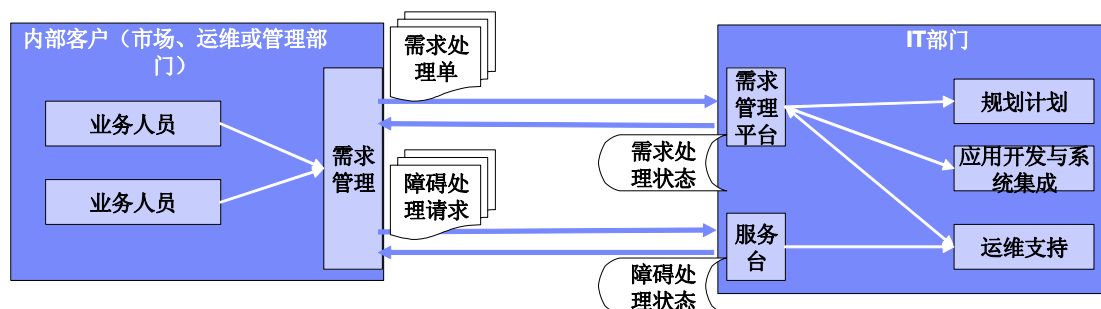 内部客户（市场、运维或管理部
门）
业务人员
业务人员
需求
管理
需求处
理单
障碍处
理请求
需求处
理状态
障碍处
理状态
IT部门
需求
管理
平台
服务
台
规划计划
应用开发与系
统集成
运维支持